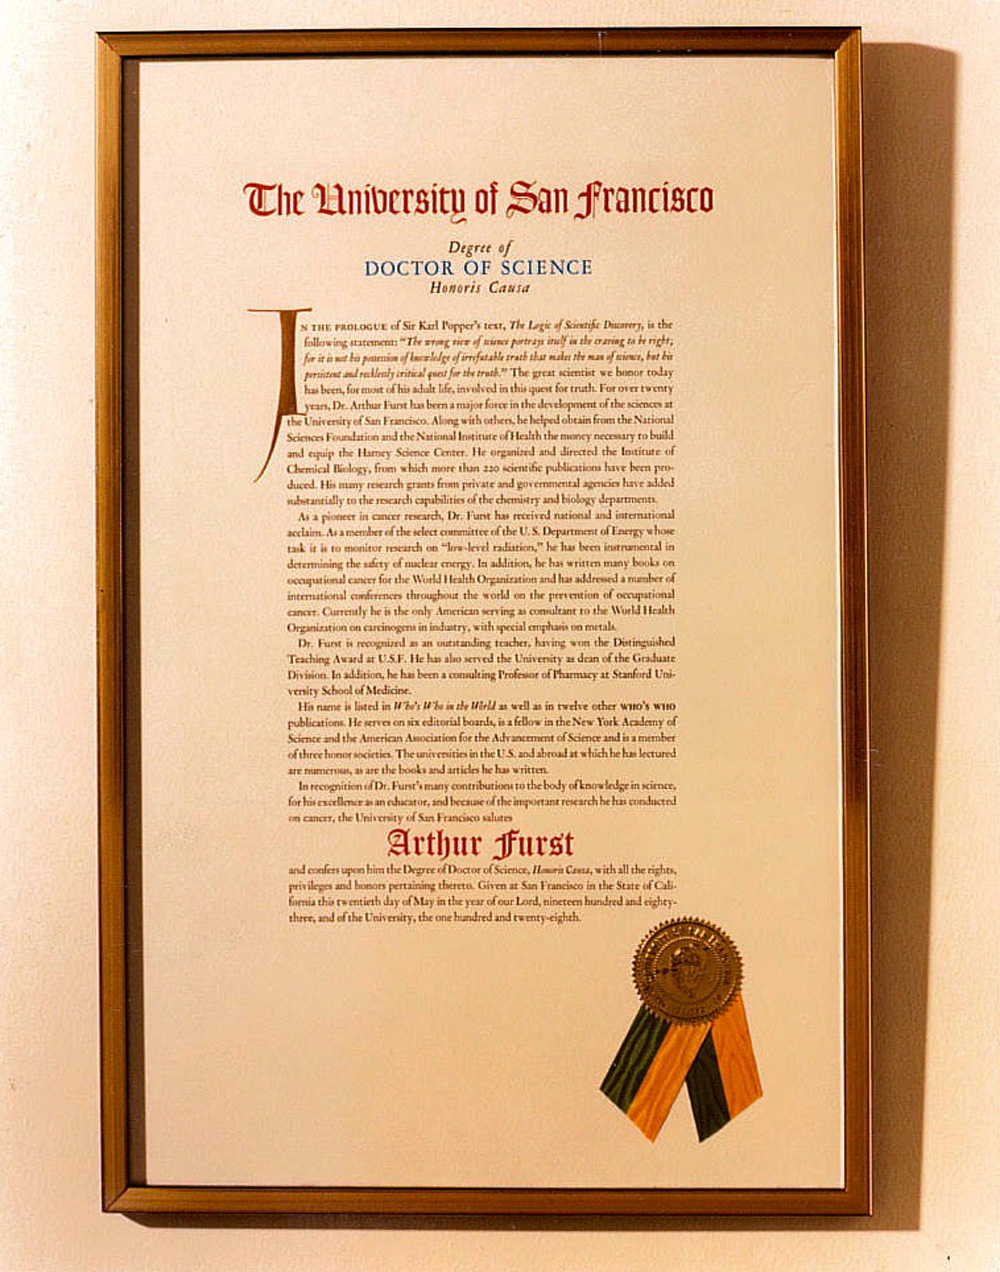 The University of San Francisco
Degree of
DOCTOR OF SCIENCE
Honoris Causa
IN THE PROLOGUE of Sir Karl Popper's text, The Logic of Scientific Discovery, is the
following statement: "The wrong view of science portrays itself in the craving to be right;
for it is not his possession of knowledge of irrefutable truth that makes the man of science, but his
persistent and recklessly critical quest for the truth." The great scientist we honor today
has been, for most of his adult life, involved in this quest for truth. For over twenty
years, Dr. Arthur Furst has been a major force in the development of the sciences at
the University of San Francisco. Along with others, he helped obtain from the National
Sciences Foundation and the National Institute of Health the money necessary to build
and equip the Harney Science Center. He organized and directed the Institute of
Chemical Biology, from which more than 220 scientific publications have been pro-
duced. His many research grants from private and governmental agencies have added
substantially to the research capabilities of the chemistry and biology departments.
As a pioneer in cancer research, Dr. Furst has received national and international
acclaim. As a member of the select committee of the U. S. Department of Energy whose
task it is to monitor research on "low-level radiation," he has been instrumental in
determining the safety of nuclear energy. In addition, he has written many books on
occupational cancer for the World Health Organization and has addressed a number of
international conferences throughout the world on the prevention of occupational
cancer. Currently he is the only American serving as consultant to the World Health
Organization on carcinogens in industry, with special emphasis on metals.
Dr. Furst is recognized as an outstanding teacher, having won the Distinguished
Teaching Award at U.S.F. He has also served the University as dean of the Graduate
Division. In addition, he has been a consulting Professor of Pharmacy at Stanford Uni-
versity School of Medicine.
His name is listed in Who's Who in the World as well as in twelve other WHO'S WHO
publications. He serves on six editorial boards, is a fellow in the New York Academy of
Science and the American Association for the Advancement of Science and is a member
of three honor societies. The universities in the U.S. and abroad at which he has lectured
are numerous, as are the books and articles he has written.
In recognition of Dr. Furst's many contributions to the body of knowledge in science,
for his excellence as an educator, and because of the important research he has conducted
on cancer, the University of San Francisco salutes
Arthur Furst
and confers upon him the Degree of Doctor of Science, Honoris Causa, with all the rights,
privileges and honors pertaining thereto. Given at San Francisco in the State of Cali-
fornia this twentieth day of May in the year of our Lord, nineteen hundred and eighty-
three, and of the University, the one hundred and twenty-eighth.